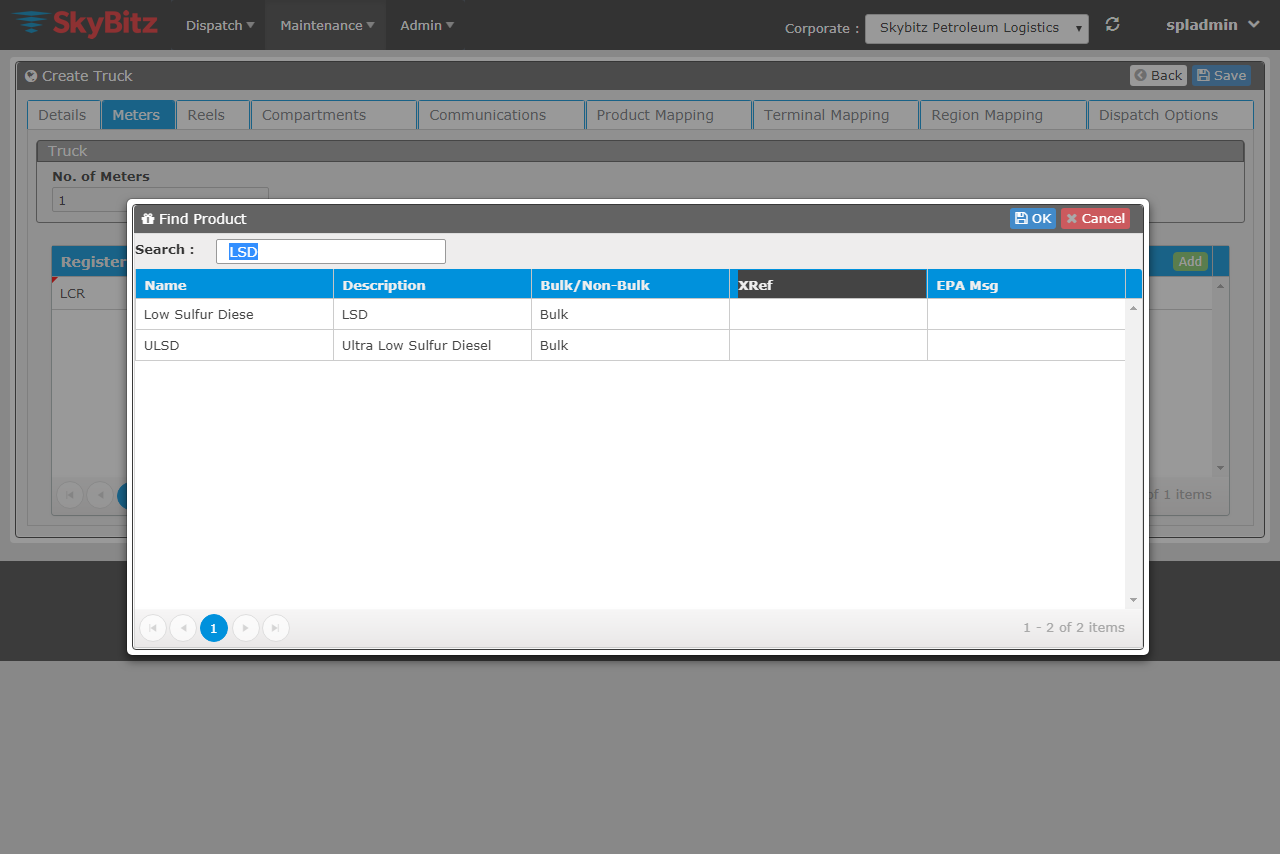 SkyBitz Dispatch Maintenance Admin Corporate : Skybitz Petroleum Logistics spladmin
Create Truck Back Save
Details Meters Reels Compartments Communications Product Mapping Terminal Mapping Region Mapping Dispatch Options
Truck
No. of Meters
1
Register Add
LCR
of 1 items
Find Product OK Cancel
Search : LSD
Name Description Bulk/Non-Bulk XRef EPA Msg
Low Sulfur Diese LSD Bulk
ULSD Ultra Low Sulfur Diesel Bulk
1 1 - 2 of 2 items